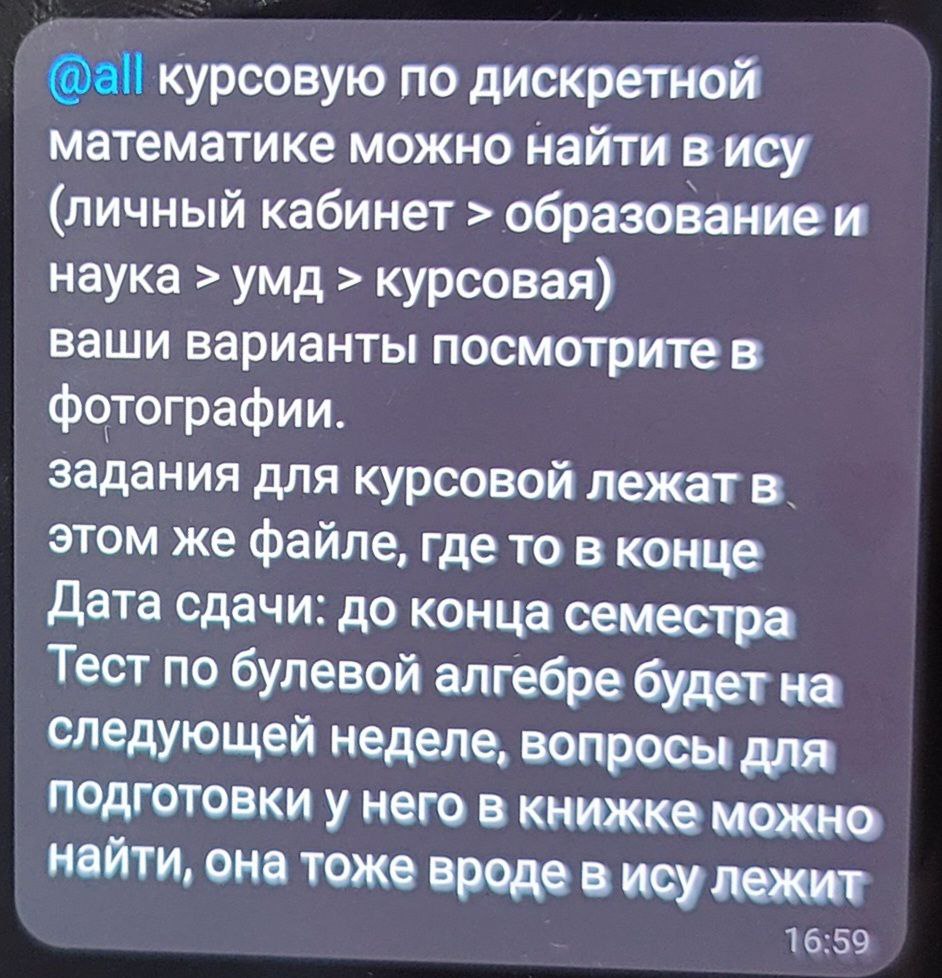 @all курсовую по дискретной
математике можно найти в ису
(личный кабинет > образование и
наука > умд > курсовая)
ваши варианты посмотрите в
фотографии.
задания для курсовой лежат в
этом же файле, где то в конце
Дата сдачи: до конца семестра
Тест по булевой алгебре будет на
следующей неделе, вопросы для
подготовки у него в книжке можно
найти, она тоже вроде в ису лежит
16:59